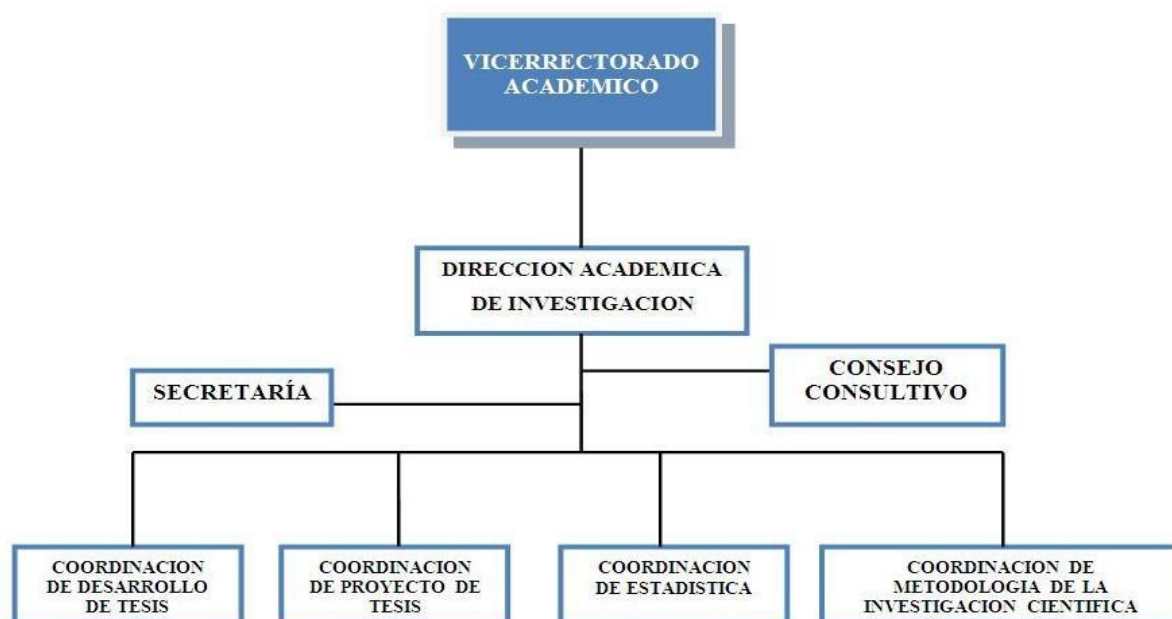 VICERRECTORADO
ACADEMICO
DIRECCION ACADEMICA
DE INVESTIGACION
SECRETARÍA
CONSEJO
CONSULTIVO
COORDINACION
DE DESARROLLO
DE TESIS
COORDINACION
DE PROYECTO DE
TESIS
COORDINACION
DE ESTADISTICA
COORDINACION DE
METODOLOGIA DE LA
INVESTIGACION CIENTIFICA